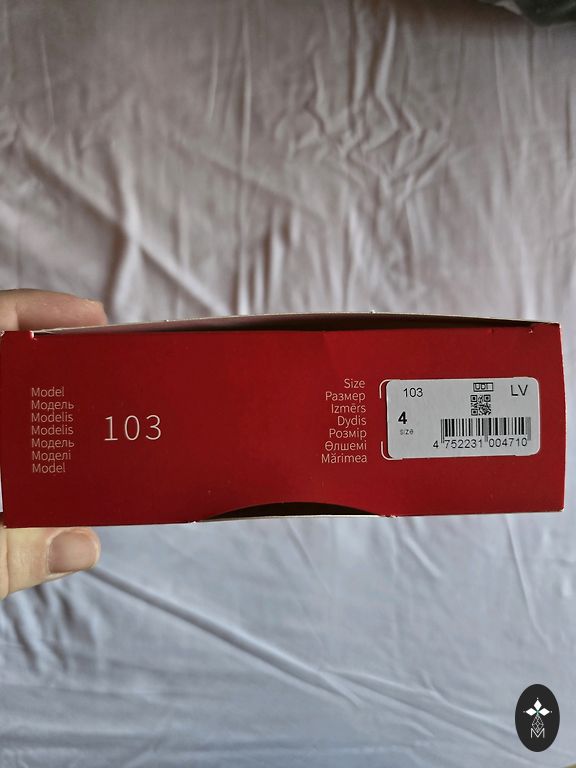 Model
Модель
Modelis
Modelis
Модель
Моделі
Model
103
Size
Размер
Izmērs
Dydis
Розмір
Өлшемі
Mărimea
103
UDI
LV
4
size
4 752231 004710
M